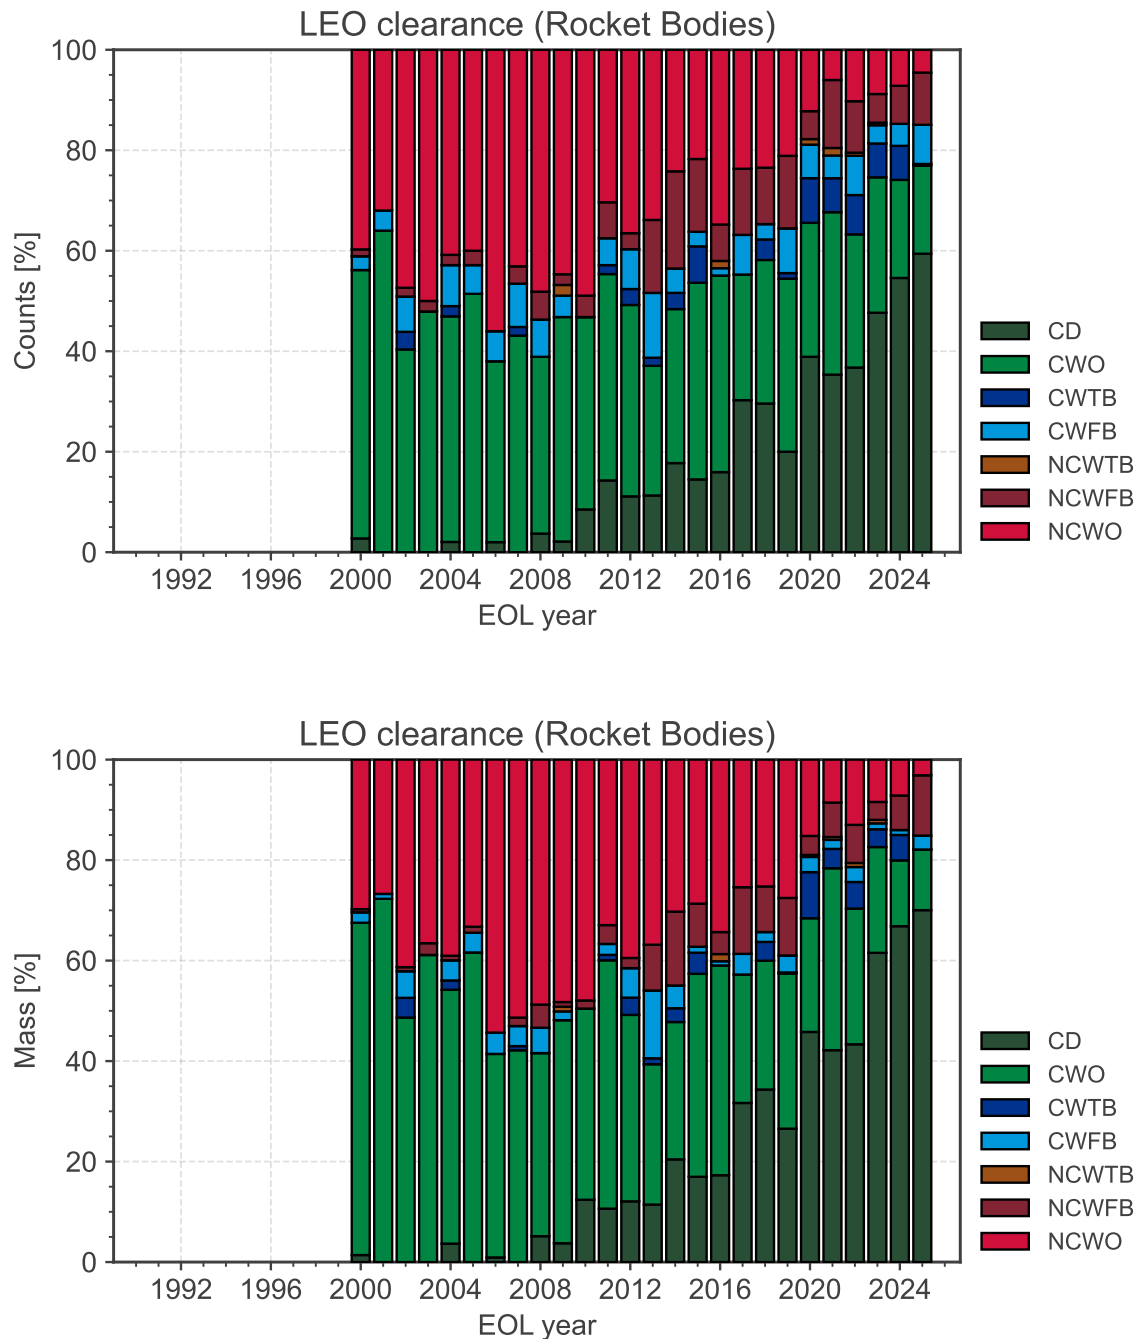 LEO clearance (Rocket Bodies)
100
80
60
40
20
0
Counts [%]
1992 1996 2000 2004 2008 2012 2016 2020 2024
EOL year
CD
CWO
CWTB
CWFB
NCWTB
NCWFB
NCWO
LEO clearance (Rocket Bodies)
100
80
60
40
20
0
Mass [%]
1992 1996 2000 2004 2008 2012 2016 2020 2024
EOL year
CD
CWO
CWTB
CWFB
NCWTB
NCWFB
NCWO